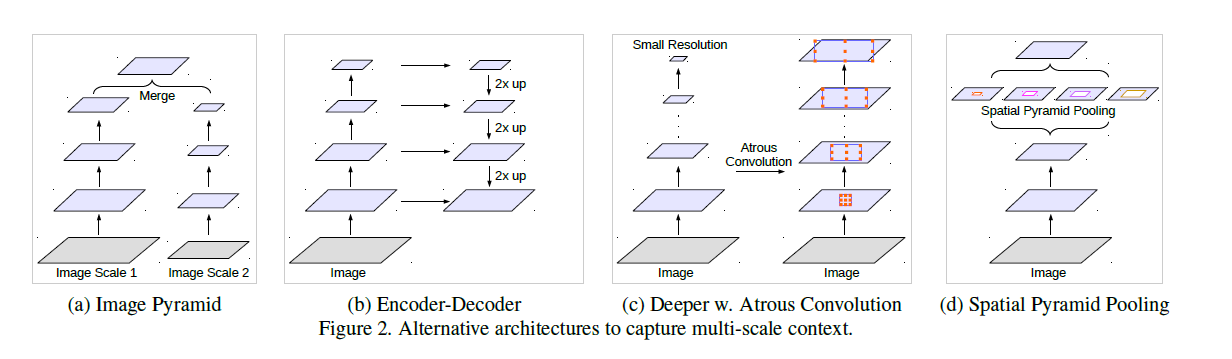 Merge
Image Scale 1
Image Scale 2
(a) Image Pyramid
2x up
2x up
2x up
Image
(b) Encoder-Decoder
Small Resolution
Atrous
Convolution
Image
Image
(c) Deeper w. Atrous Convolution
Spatial Pyramid Pooling
Image
(d) Spatial Pyramid Pooling
Figure 2. Alternative architectures to capture multi-scale context.